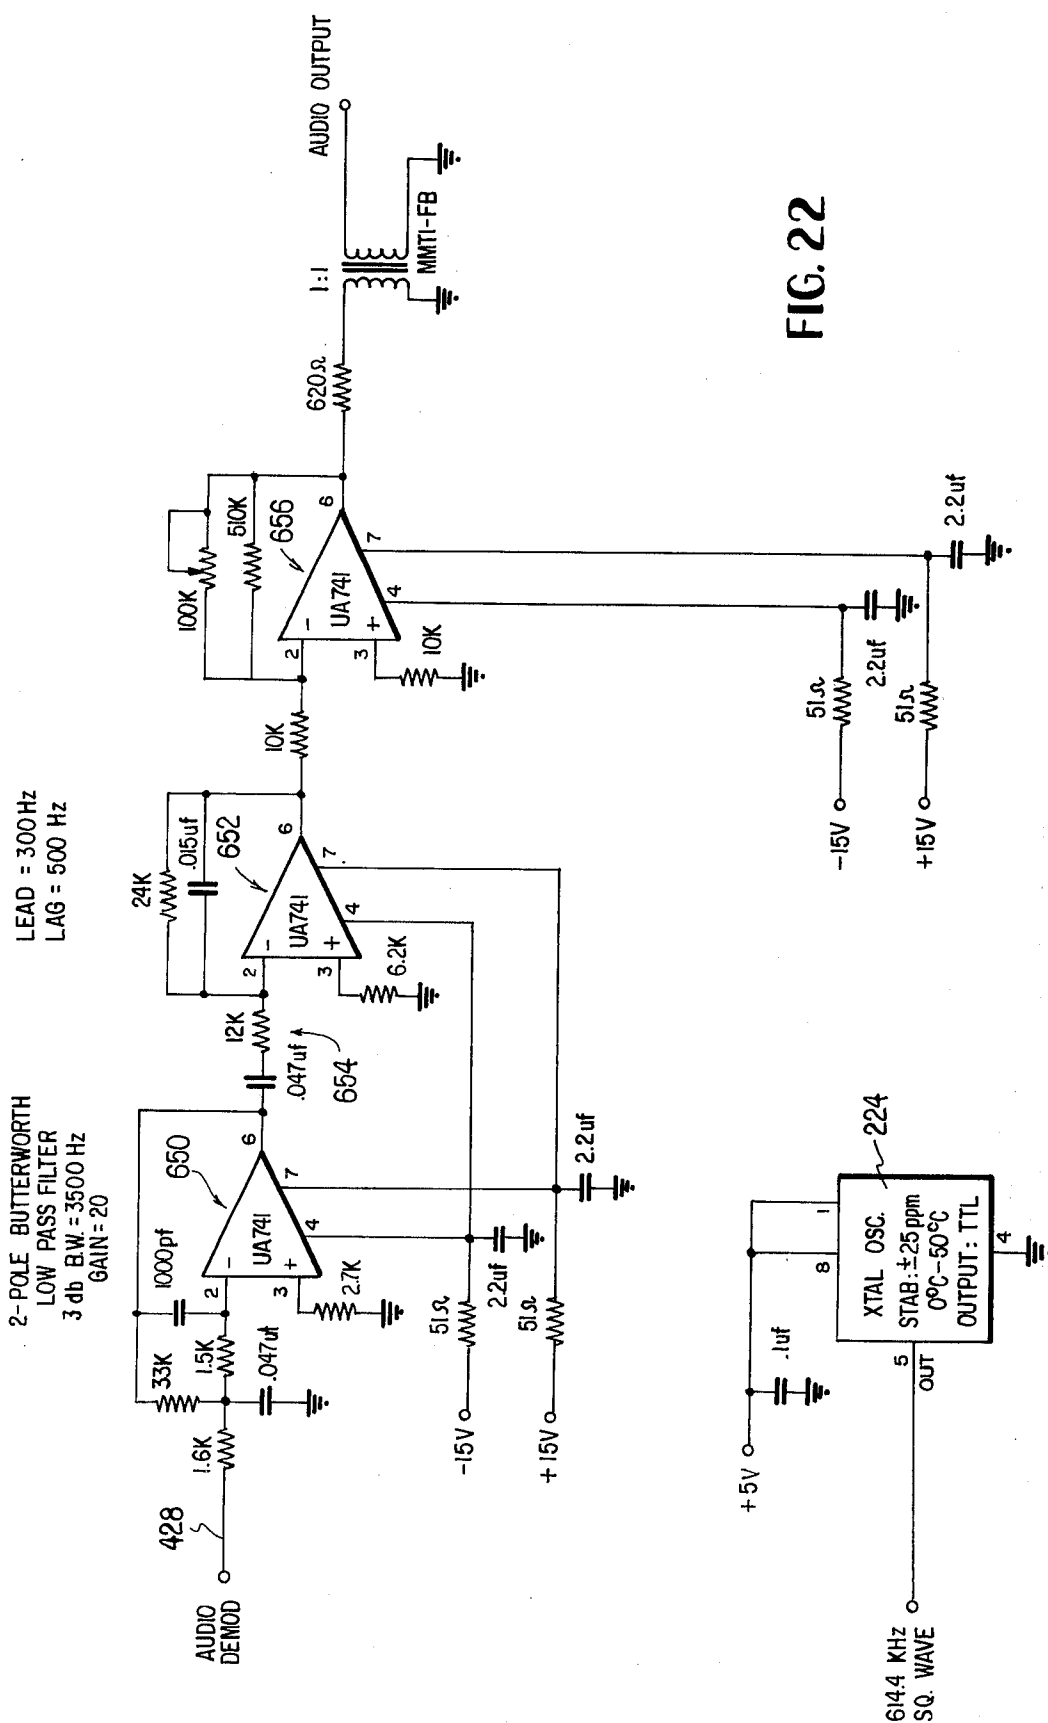 2-POLE BUTTERWORTH
LOW PASS FILTER
3 db B.W. = 3500 Hz
GAIN=20
LEAD = 300 Hz
LAG = 500 Hz
AUDIO
DEMOD
428
1.6K
33K
1.5K
.047uf
1000pf
650
2
-
3
+
UA741
6
7
4
2.7K
.047uf
12K
654
24K
.015uf
652
2
-
3
+
UA741
6
7
4
6.2K
10K
100K
510K
656
2
-
3
+
UA741
6
7
4
10K
620Ω
1:1
MMT1-FB
AUDIO OUTPUT
-15V
51Ω
2.2uf
+15V
51Ω
2.2uf
-15V
51Ω
2.2uf
+15V
51Ω
2.2uf
+5V
.1uf
8
1
224
XTAL OSC.
STAB:±25ppm
0°C-50°C
OUTPUT: TTL
5
OUT
4
614.4 KHz
SQ. WAVE
FIG. 22